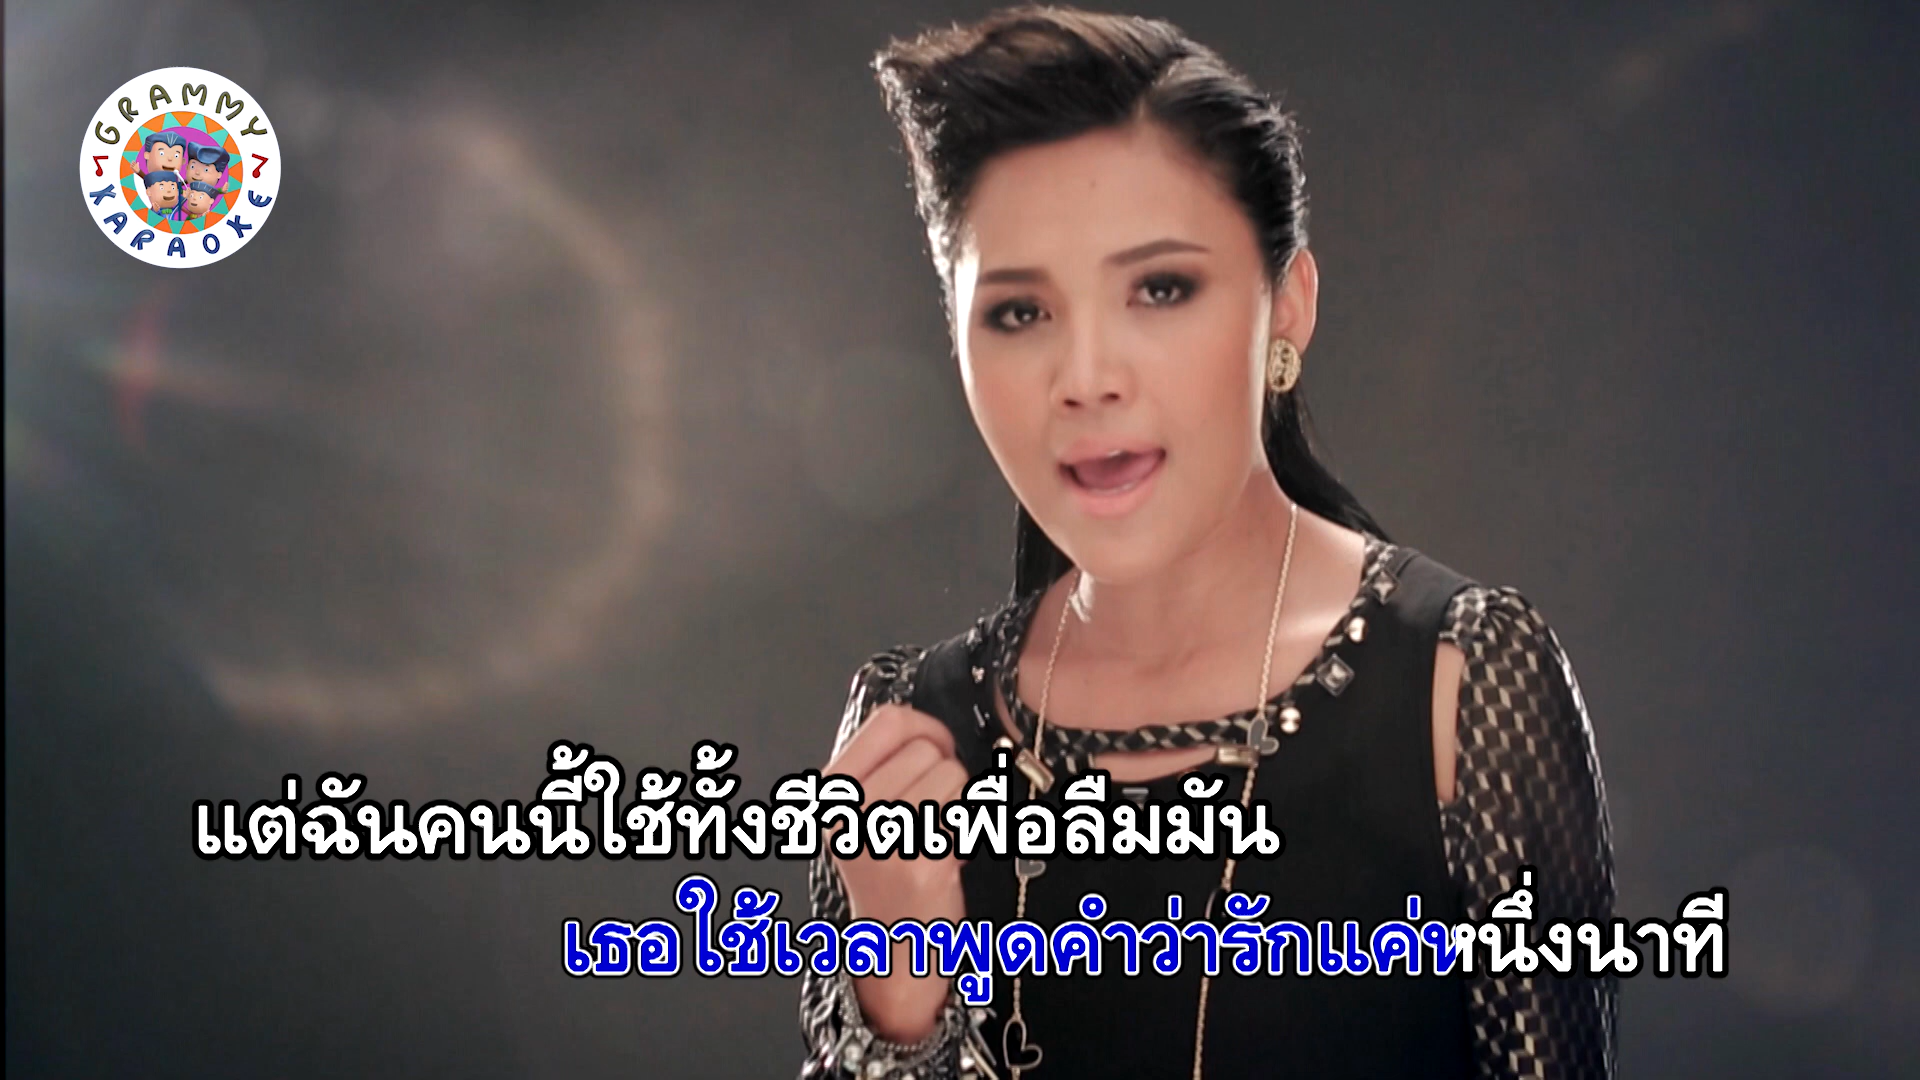 GRAMMY
KARAOKE
แต่ฉันคนนี้ใช้ทั้งชีวิตเพื่อลืมมัน
เธอใช้เวลาพูดคำว่ารักแค่หนึ่งนาที